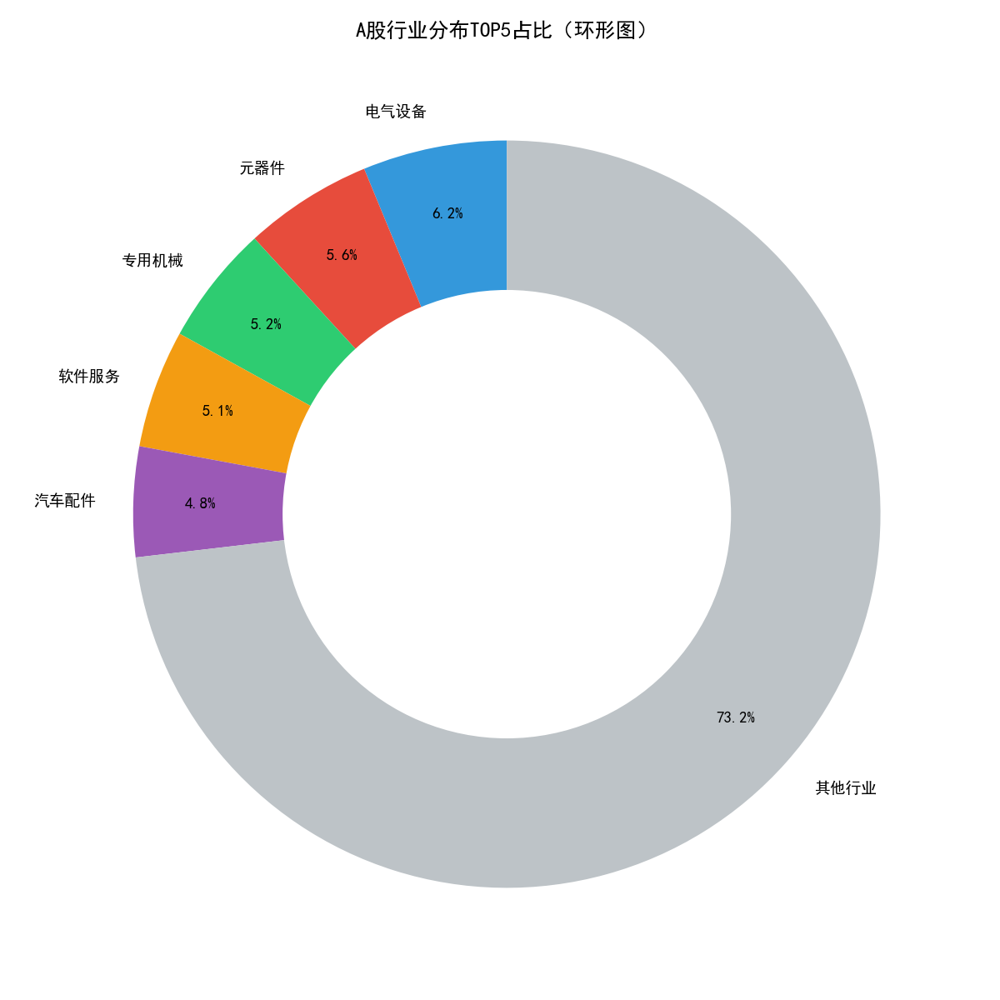 A股行业分布TOP5占比（环形图）
电气设备
6.2%
元器件
5.6%
专用机械
5.2%
软件服务
5.1%
汽车配件
4.8%
73.2%
其他行业